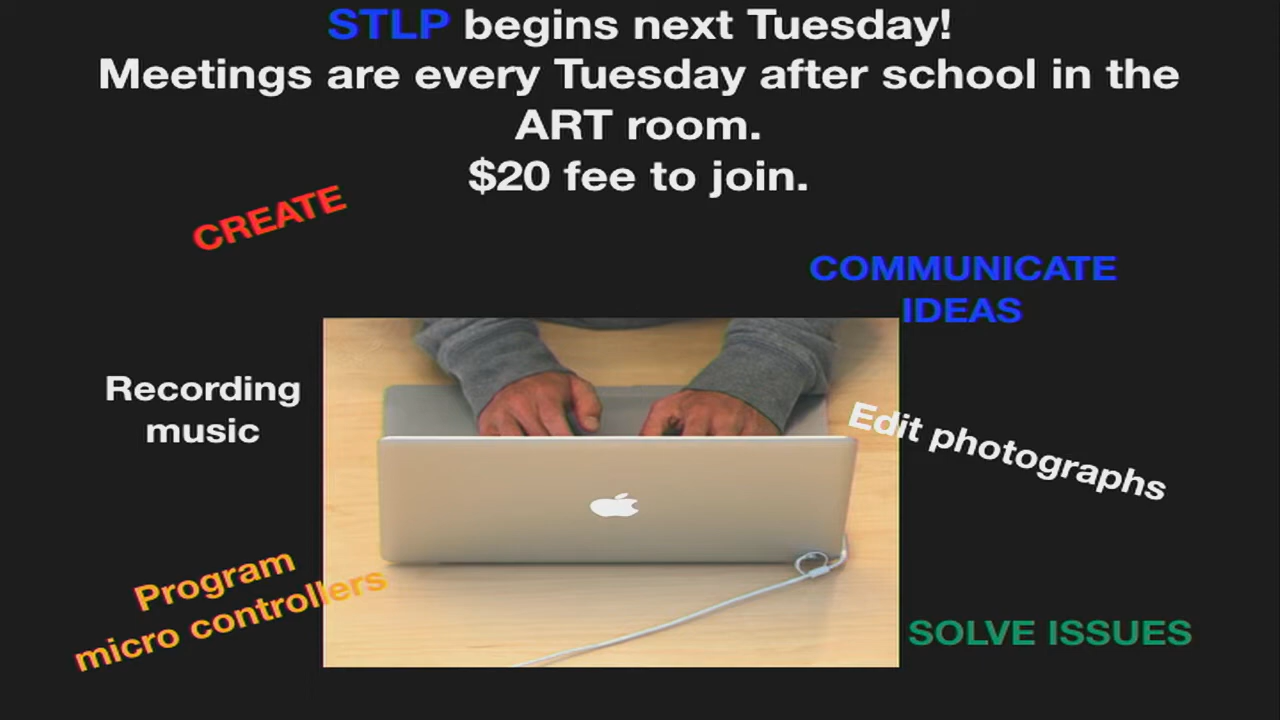 STLP begins next Tuesday!
Meetings are every Tuesday after school in the
ART room.
$20 fee to join.
CREATE
COMMUNICATE
IDEAS
Recording
music
Edit photographs
Program
micro controllers
SOLVE ISSUES